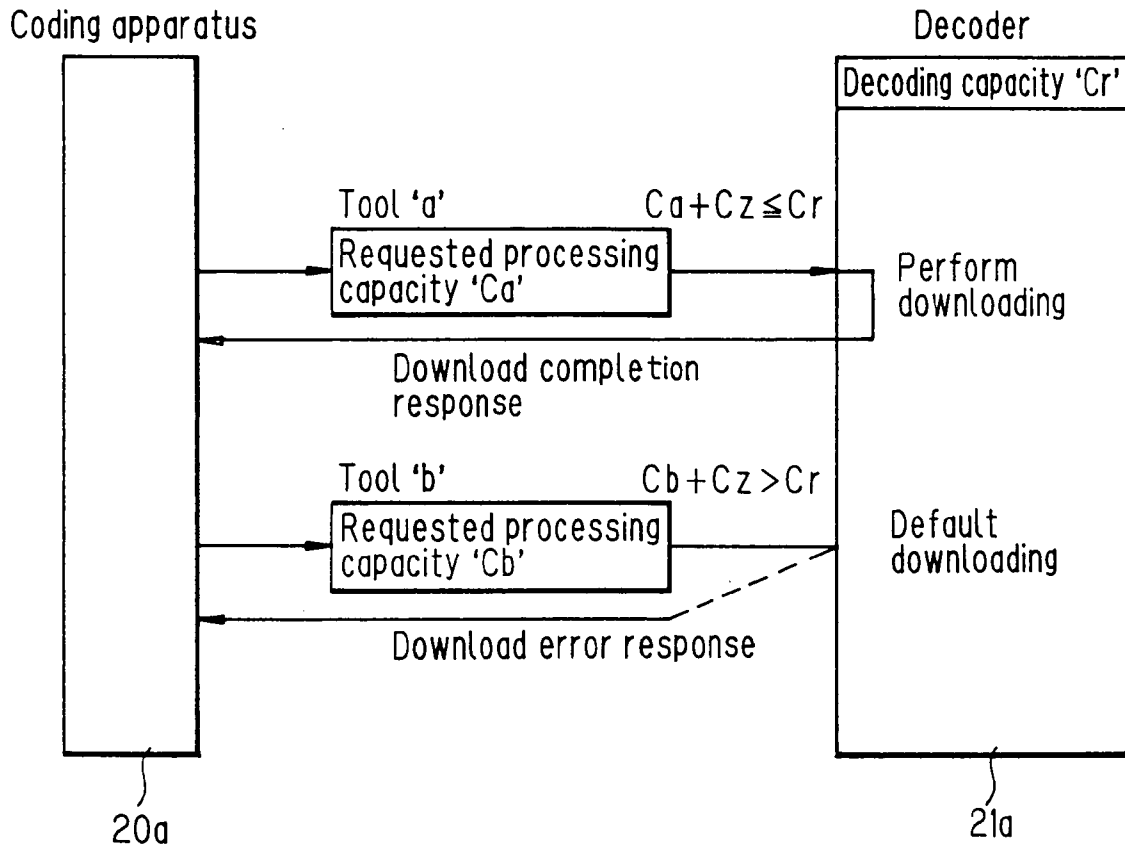 Coding apparatus
Decoder
Decoding capacity ‘Cr’
Tool ‘a’
Ca+Cz≦Cr
Requested processing
capacity ‘Ca’
Perform
downloading
Download completion
response
Tool ‘b’
Cb+Cz>Cr
Requested processing
capacity ‘Cb’
Default
downloading
Download error response
20a
21a